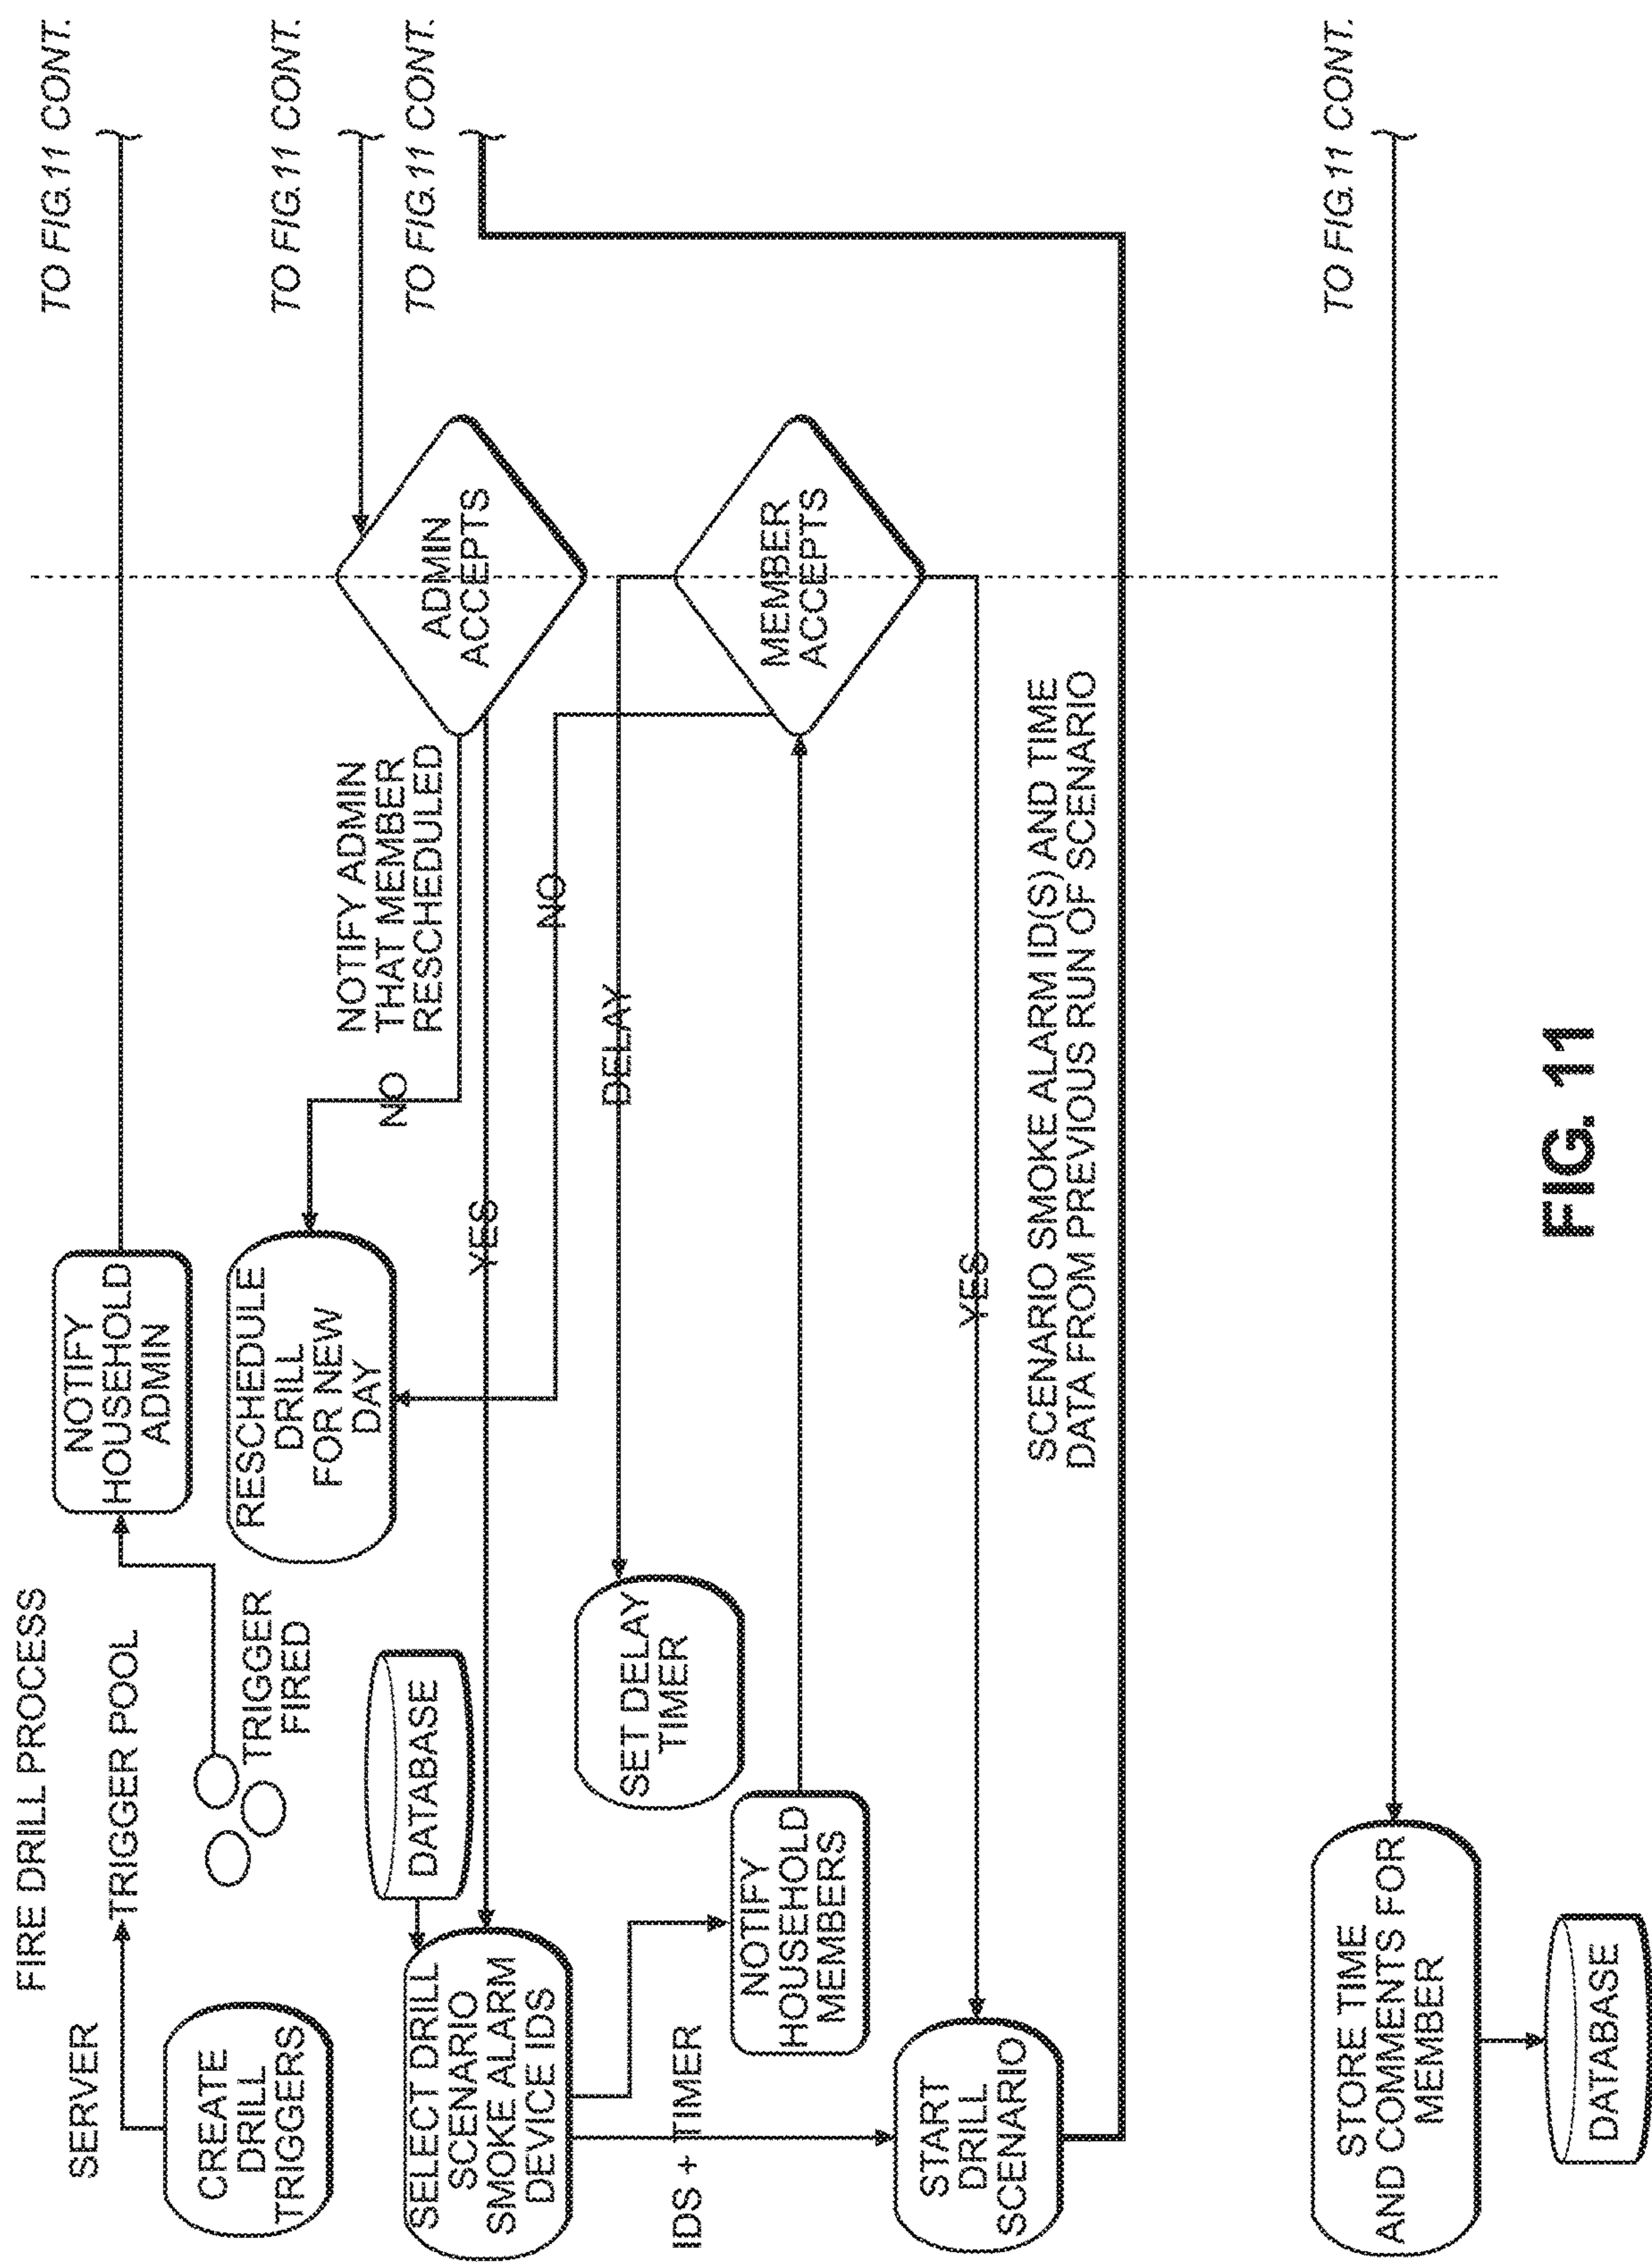 FIRE DRILL PROCESS
SERVER
TRIGGER POOL
TO FIG.11 CONT.
CREATE
DRILL
TRIGGERS
TRIGGER
FIRED
NOTIFY
HOUSEHOLD
ADMIN
TO FIG.11 CONT.
RESCHEDULE
DRILL
FOR NEW
DAY
NO
NOTIFY ADMIN
THAT MEMBER
RESCHEDULED
ADMIN
ACCEPTS
TO FIG.11 CONT.
DATABASE
SELECT DRILL
SCENARIO
SMOKE ALARM
DEVICE IDS
YES
NO
SET DELAY
TIMER
DELAY
IDS + TIMER
NOTIFY
HOUSEHOLD
MEMBERS
MEMBER
ACCEPTS
START
DRILL
SCENARIO
YES
SCENARIO SMOKE ALARM ID(S) AND TIME
DATA FROM PREVIOUS RUN OF SCENARIO
TO FIG.11 CONT.
STORE TIME
AND COMMENTS FOR
MEMBER
DATABASE
FIG. 11